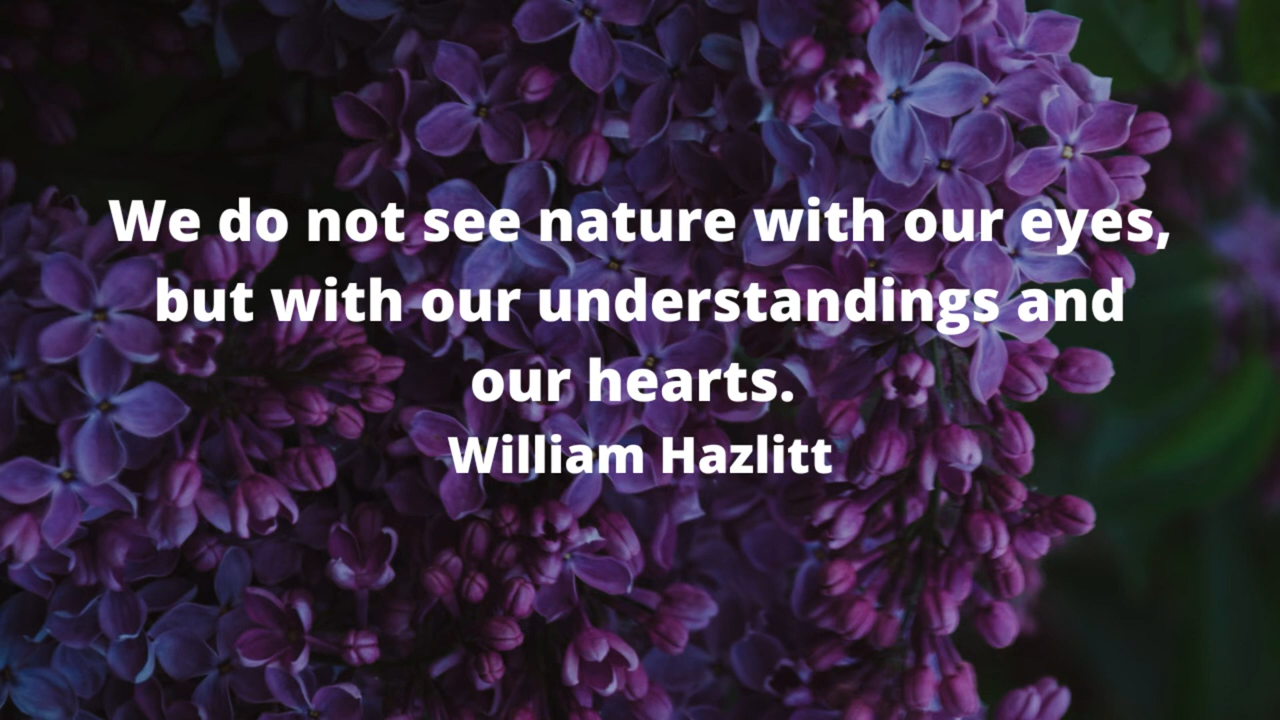 We do not see nature with our eyes,
but with our understandings and
our hearts.
William Hazlitt